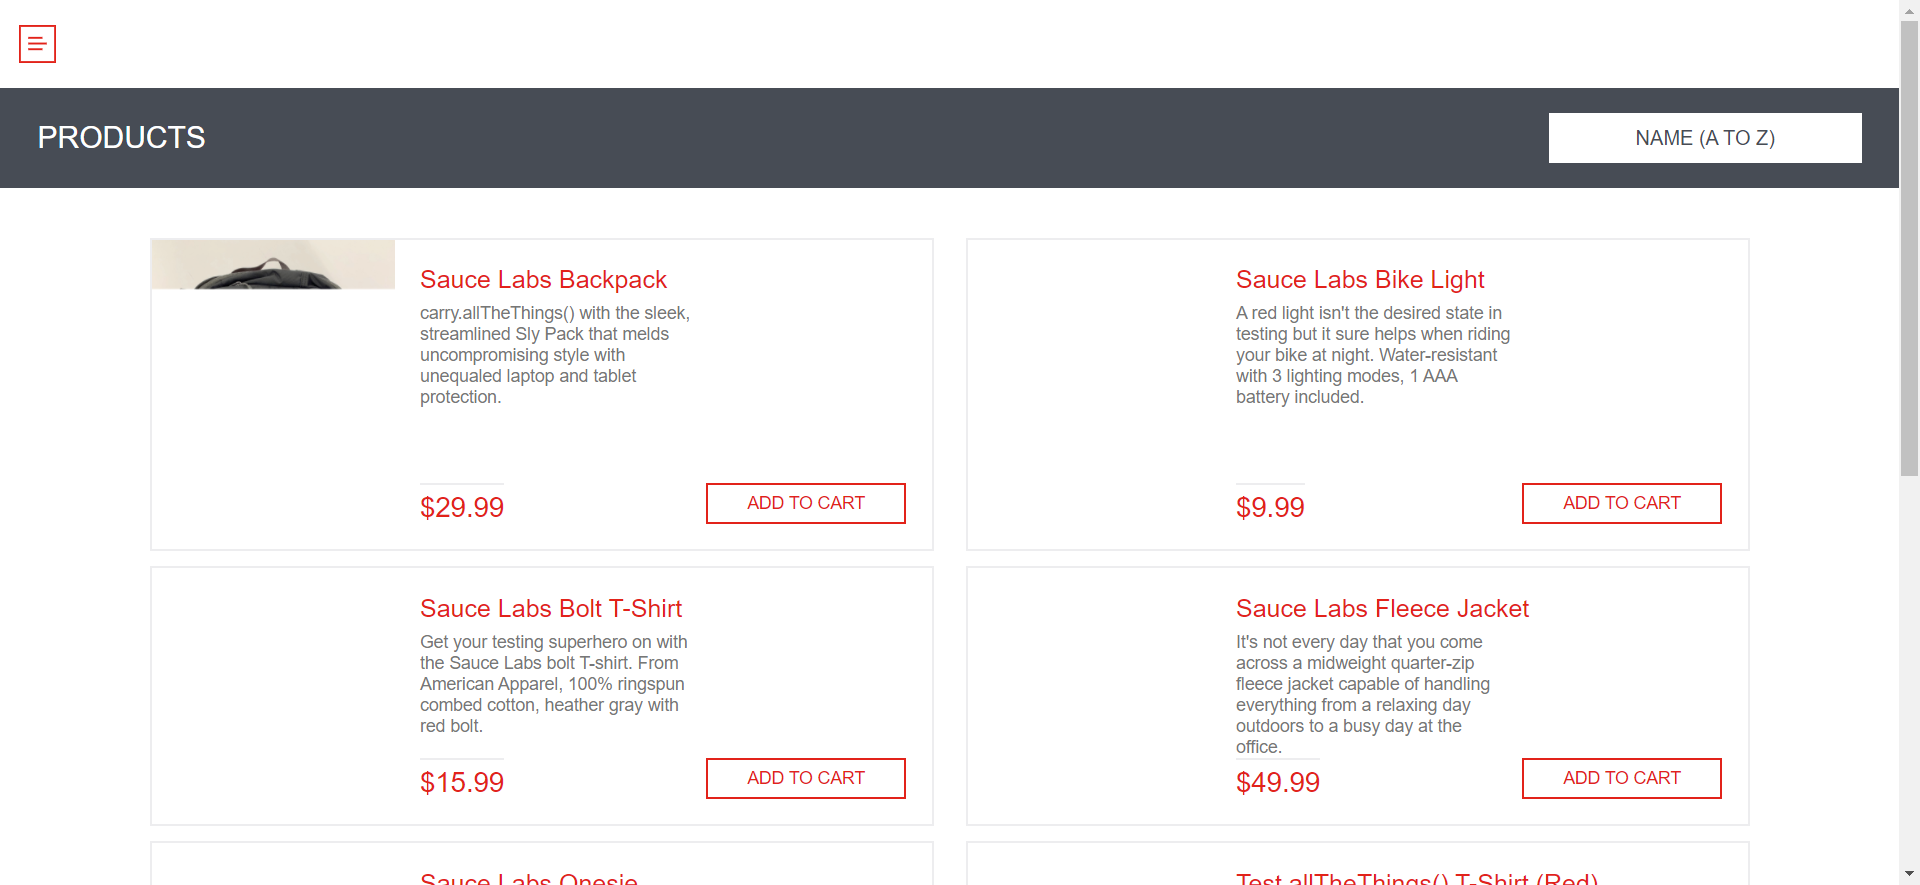 PRODUCTS
NAME (A TO Z)
Sauce Labs Backpack
carry.allTheThings() with the sleek,
streamlined Sly Pack that melds
uncompromising style with
unequaled laptop and tablet
protection.
$29.99
ADD TO CART
Sauce Labs Bike Light
A red light isn't the desired state in
testing but it sure helps when riding
your bike at night. Water-resistant
with 3 lighting modes, 1 AAA
battery included.
$9.99
ADD TO CART
Sauce Labs Bolt T-Shirt
Get your testing superhero on with
the Sauce Labs bolt T-shirt. From
American Apparel, 100% ringspun
combed cotton, heather gray with
red bolt.
$15.99
ADD TO CART
Sauce Labs Fleece Jacket
It's not every day that you come
across a midweight quarter-zip
fleece jacket capable of handling
everything from a relaxing day
outdoors to a busy day at the
office.
$49.99
ADD TO CART
Sauce Labs Onesie
Test.allTheThings() T-Shirt (Red)